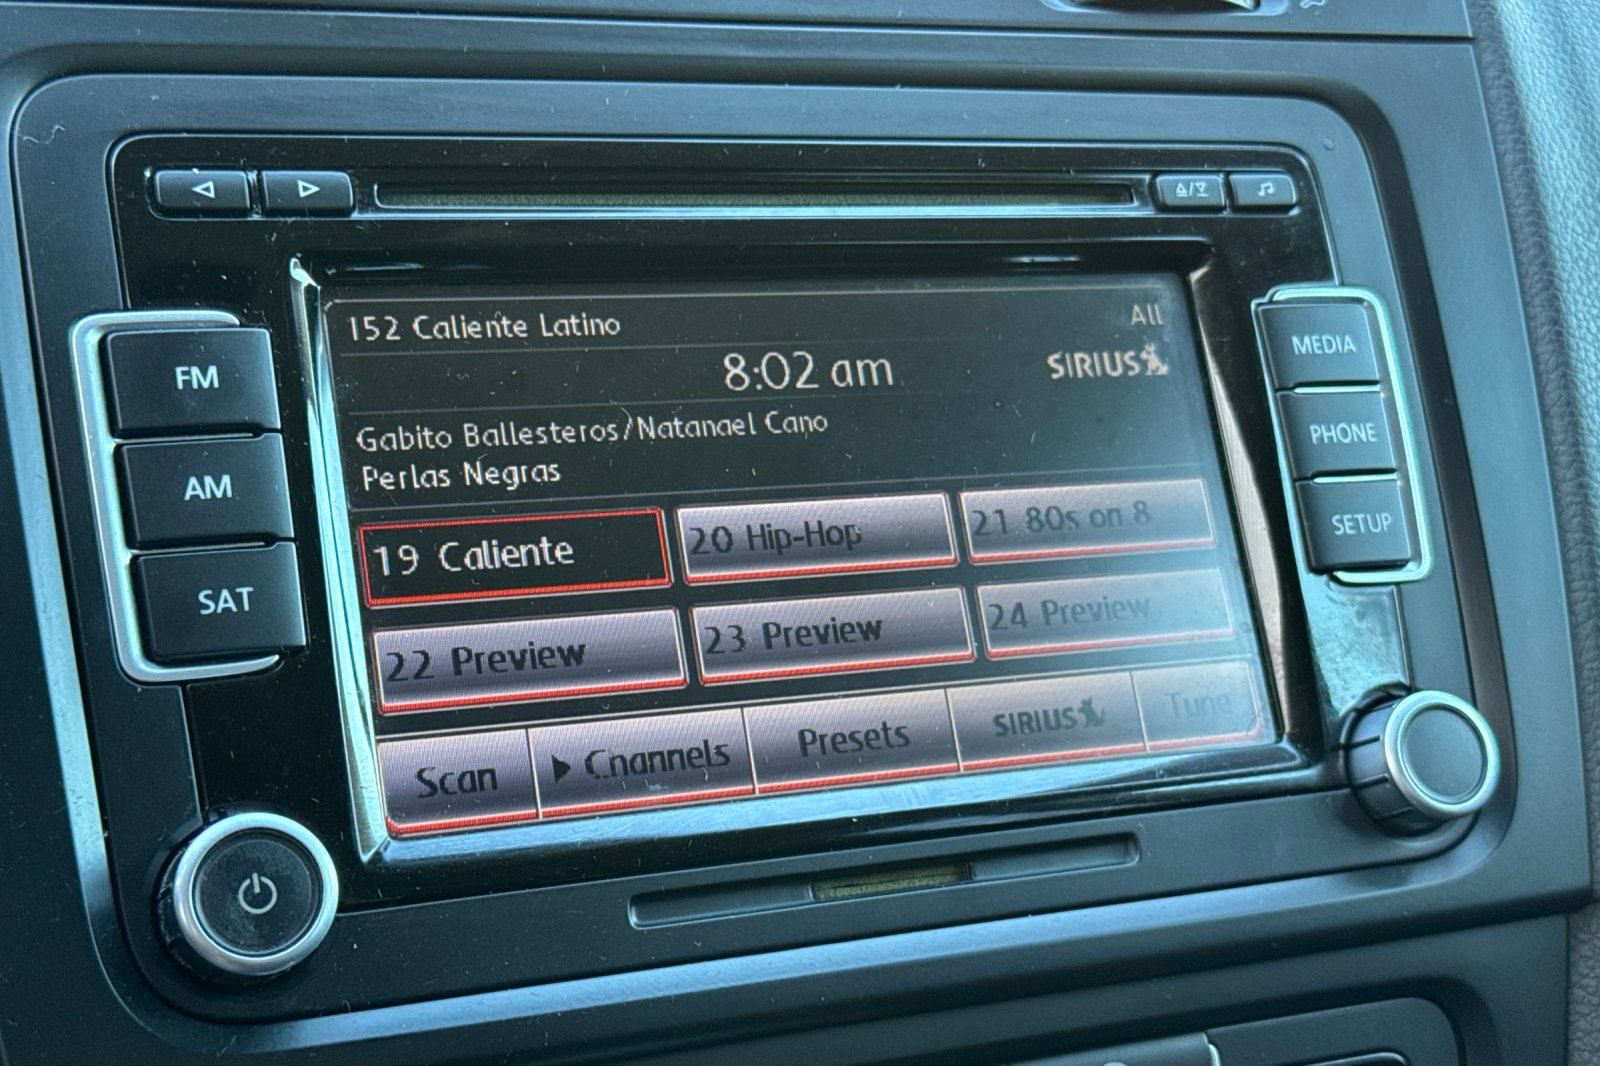 152 Caliente Latino
All
8:02 am
SIRIUS
Gabito Ballesteros/Natanael Cano
Perlas Negras
19 Caliente
20 Hip-Hop
21 80s on 8
22 Preview
23 Preview
24 Preview
Scan
Channels
Presets
SIRIUS
Tune
FM
AM
SAT
MEDIA
PHONE
SETUP